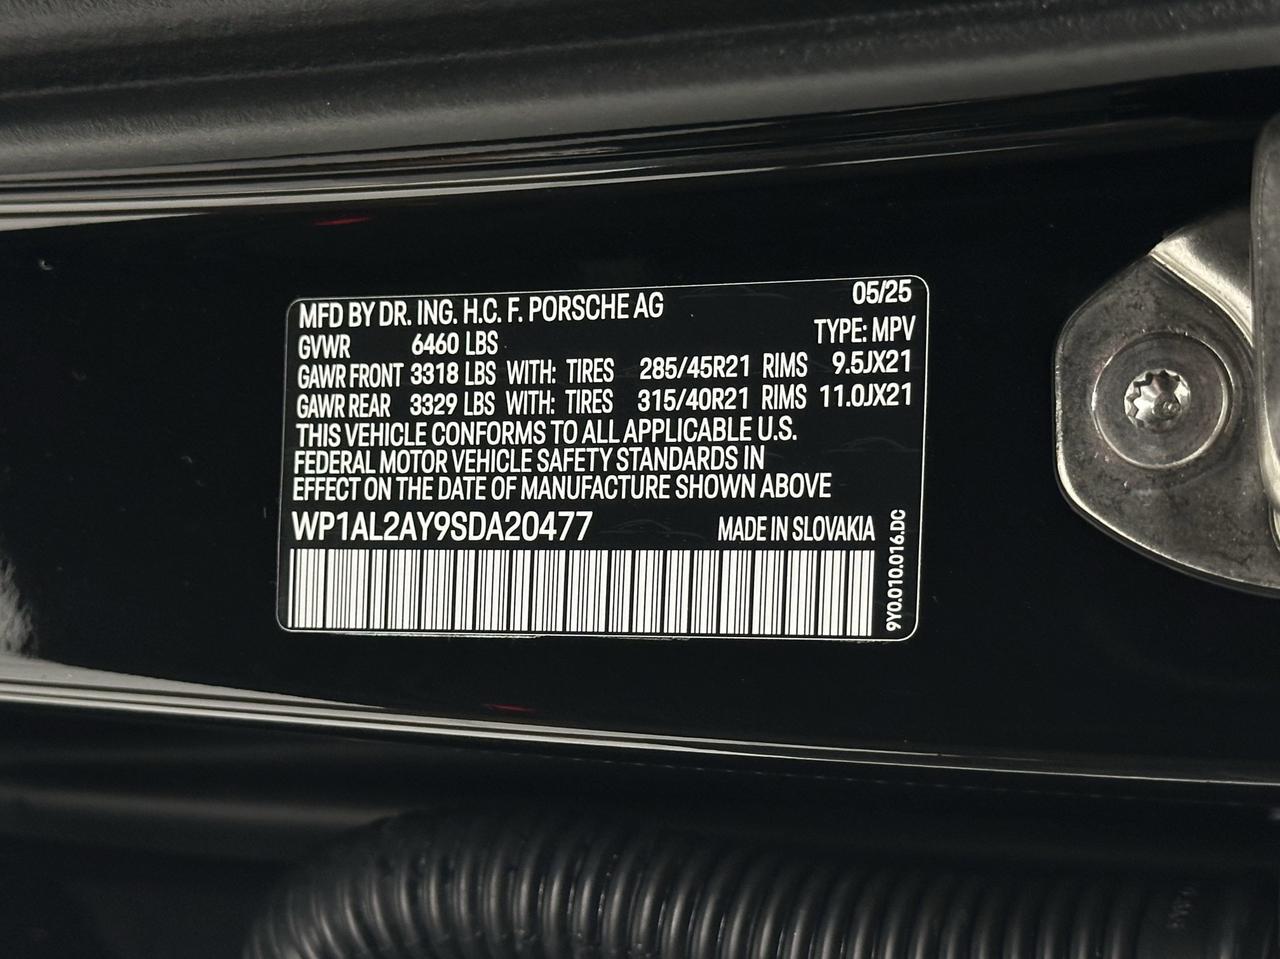 MFD BY DR. ING. H.C. F. PORSCHE AG 05/25
GVWR 6460 LBS TYPE: MPV
GAWR FRONT 3318 LBS WITH: TIRES 285/45R21 RIMS 9.5JX21
GAWR REAR 3329 LBS WITH: TIRES 315/40R21 RIMS 11.0JX21
THIS VEHICLE CONFORMS TO ALL APPLICABLE U.S.
FEDERAL MOTOR VEHICLE SAFETY STANDARDS IN
EFFECT ON THE DATE OF MANUFACTURE SHOWN ABOVE
WP1AL2AY9SDA20477 MADE IN SLOVAKIA
9Y0.010.016.DC